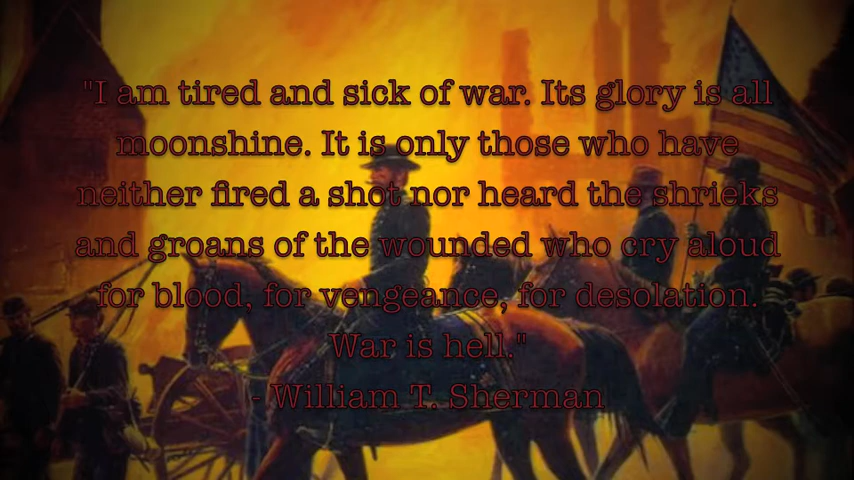 "I am tired and sick of war. Its glory is all
moonshine. It is only those who have
neither fired a shot nor heard the shrieks
and groans of the wounded who cry aloud
for blood, for vengeance, for desolation.
War is hell."
- William T. Sherman